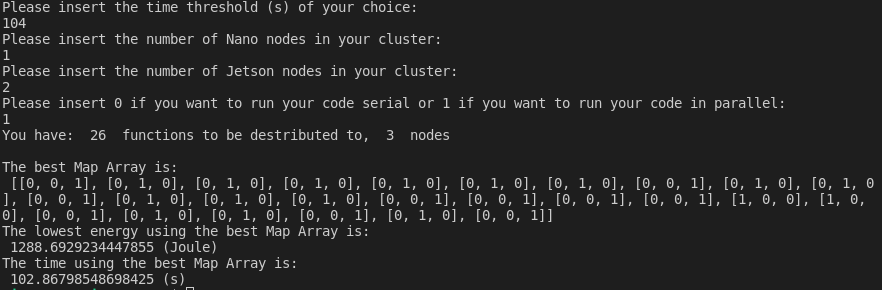 Please insert the time threshold (s) of your choice:
104
Please insert the number of Nano nodes in your cluster:
1
Please insert the number of Jetson nodes in your cluster:
2
Please insert 0 if you want to run your code serial or 1 if you want to run your code in parallel:
1
You have:  26  functions to be destributed to,  3  nodes
The best Map Array is:
[[0, 0, 1], [0, 1, 0], [0, 1, 0], [0, 1, 0], [0, 1, 0], [0, 1, 0], [0, 1, 0], [0, 0, 1], [0, 1, 0], [0, 1, 0
], [0, 0, 1], [0, 1, 0], [0, 1, 0], [0, 1, 0], [0, 0, 1], [0, 0, 1], [0, 0, 1], [0, 0, 1], [1, 0, 0], [1, 0,
0], [0, 0, 1], [0, 1, 0], [0, 1, 0], [0, 0, 1], [0, 1, 0], [0, 0, 1]]
The lowest energy using the best Map Array is:
1288.6929234447855 (Joule)
The time using the best Map Array is:
102.86798548698425 (s)